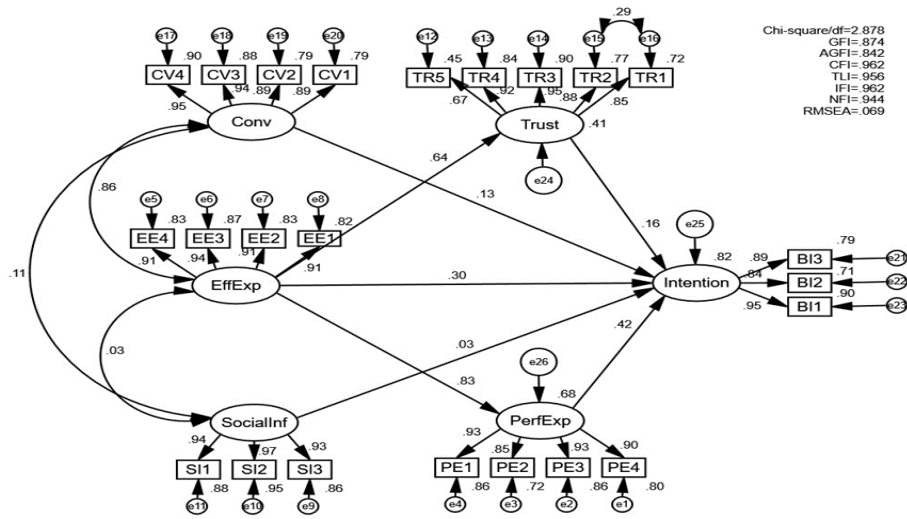 e17
e18
e19
e20
.90
.88
.79
.79
CV4
CV3
CV2
CV1
.95
.94
.89
.89
Conv
e12
e13
e14
e15
e16
.29
.45
.84
.90
.77
.72
TR5
TR4
TR3
TR2
TR1
.67
.92
.95
.88
.85
Trust
.41
e24
Chi-square/df=2.878
GFI=.874
AGFI=.842
CFI=.962
TLI=.956
IFI=.962
NFI=.944
RMSEA=.069
.86
.11
.03
.64
.13
.16
.30
.03
.83
.42
e5
e6
e7
e8
.83
.87
.83
.82
EE4
EE3
EE2
EE1
.91
.94
.91
.91
EffExp
e25
.82
Intention
.89
.84
.95
.79
.71
.90
BI3
BI2
BI1
e21
e22
e23
SocialInf
.94
.97
.93
SI1
SI2
SI3
.88
.95
.86
e11
e10
e9
e26
.68
PerfExp
.93
.85
.93
.90
PE1
PE2
PE3
PE4
.86
.72
.86
.80
e4
e3
e2
e1